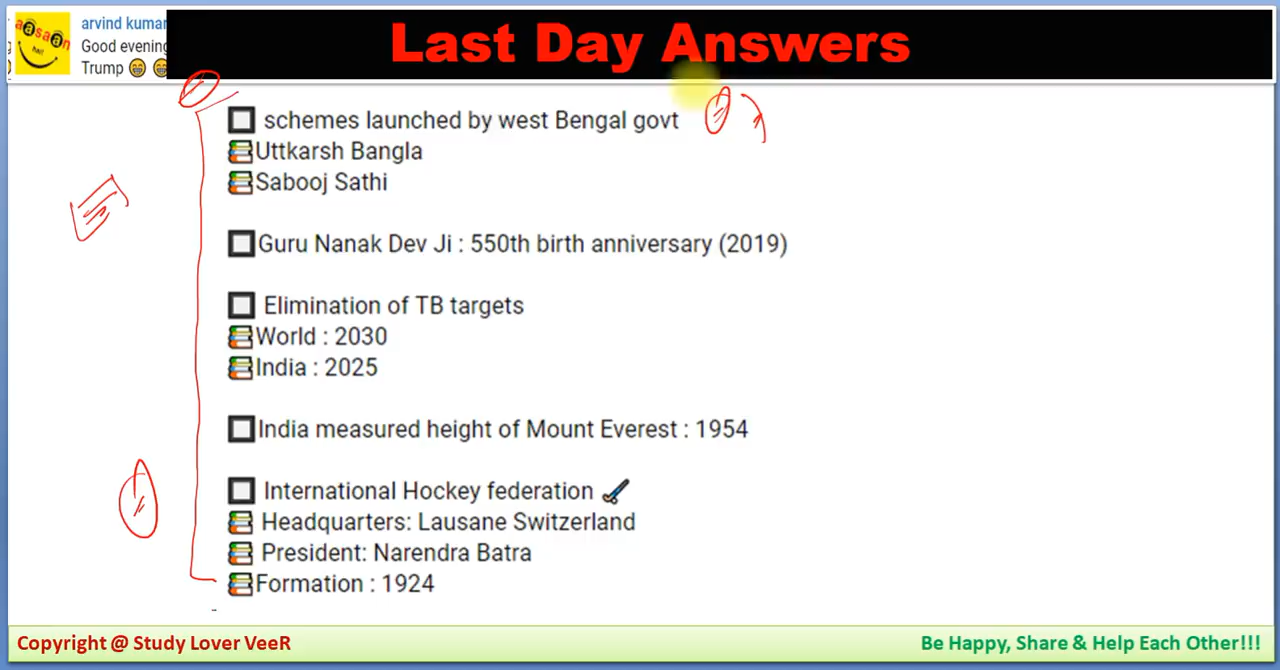 aasaan
hai!
arvind kumar
Good evening
Trump
Last Day Answers
schemes launched by west Bengal govt
Uttkarsh Bangla
Sabooj Sathi
Guru Nanak Dev Ji : 550th birth anniversary (2019)
Elimination of TB targets
World : 2030
India : 2025
India measured height of Mount Everest : 1954
International Hockey federation
Headquarters: Lausane Switzerland
President: Narendra Batra
Formation : 1924
Copyright @ Study Lover VeeR
Be Happy, Share & Help Each Other!!!